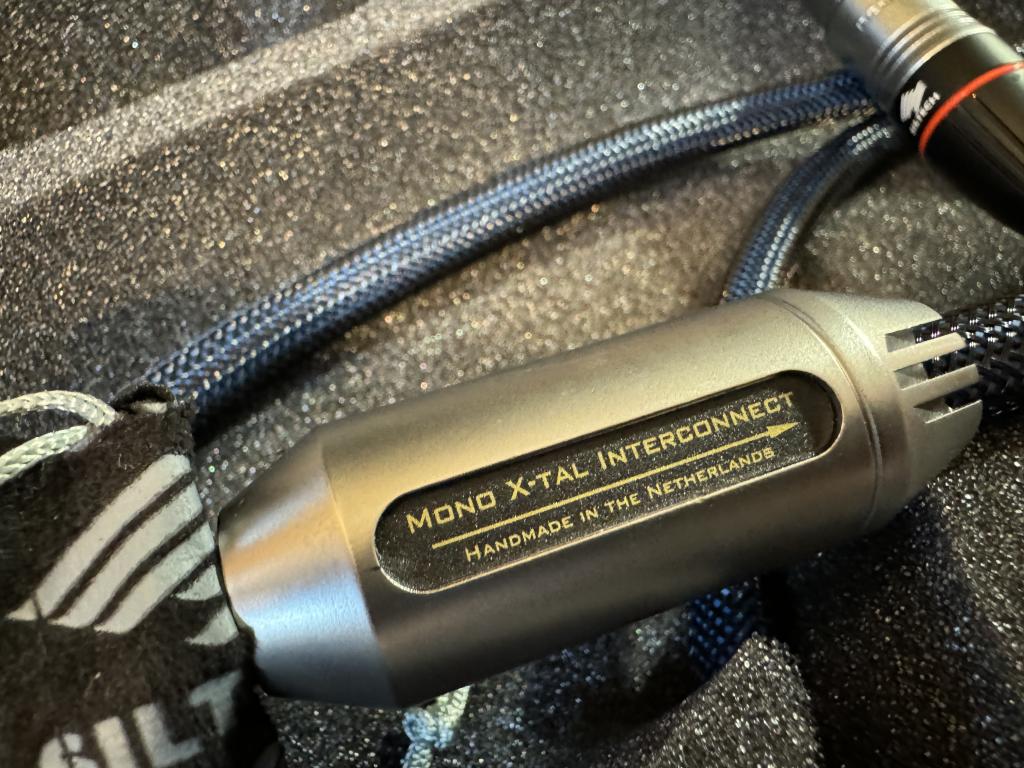 MONO X-TAL INTERCONNECT
HANDMADE IN THE NETHERLANDS